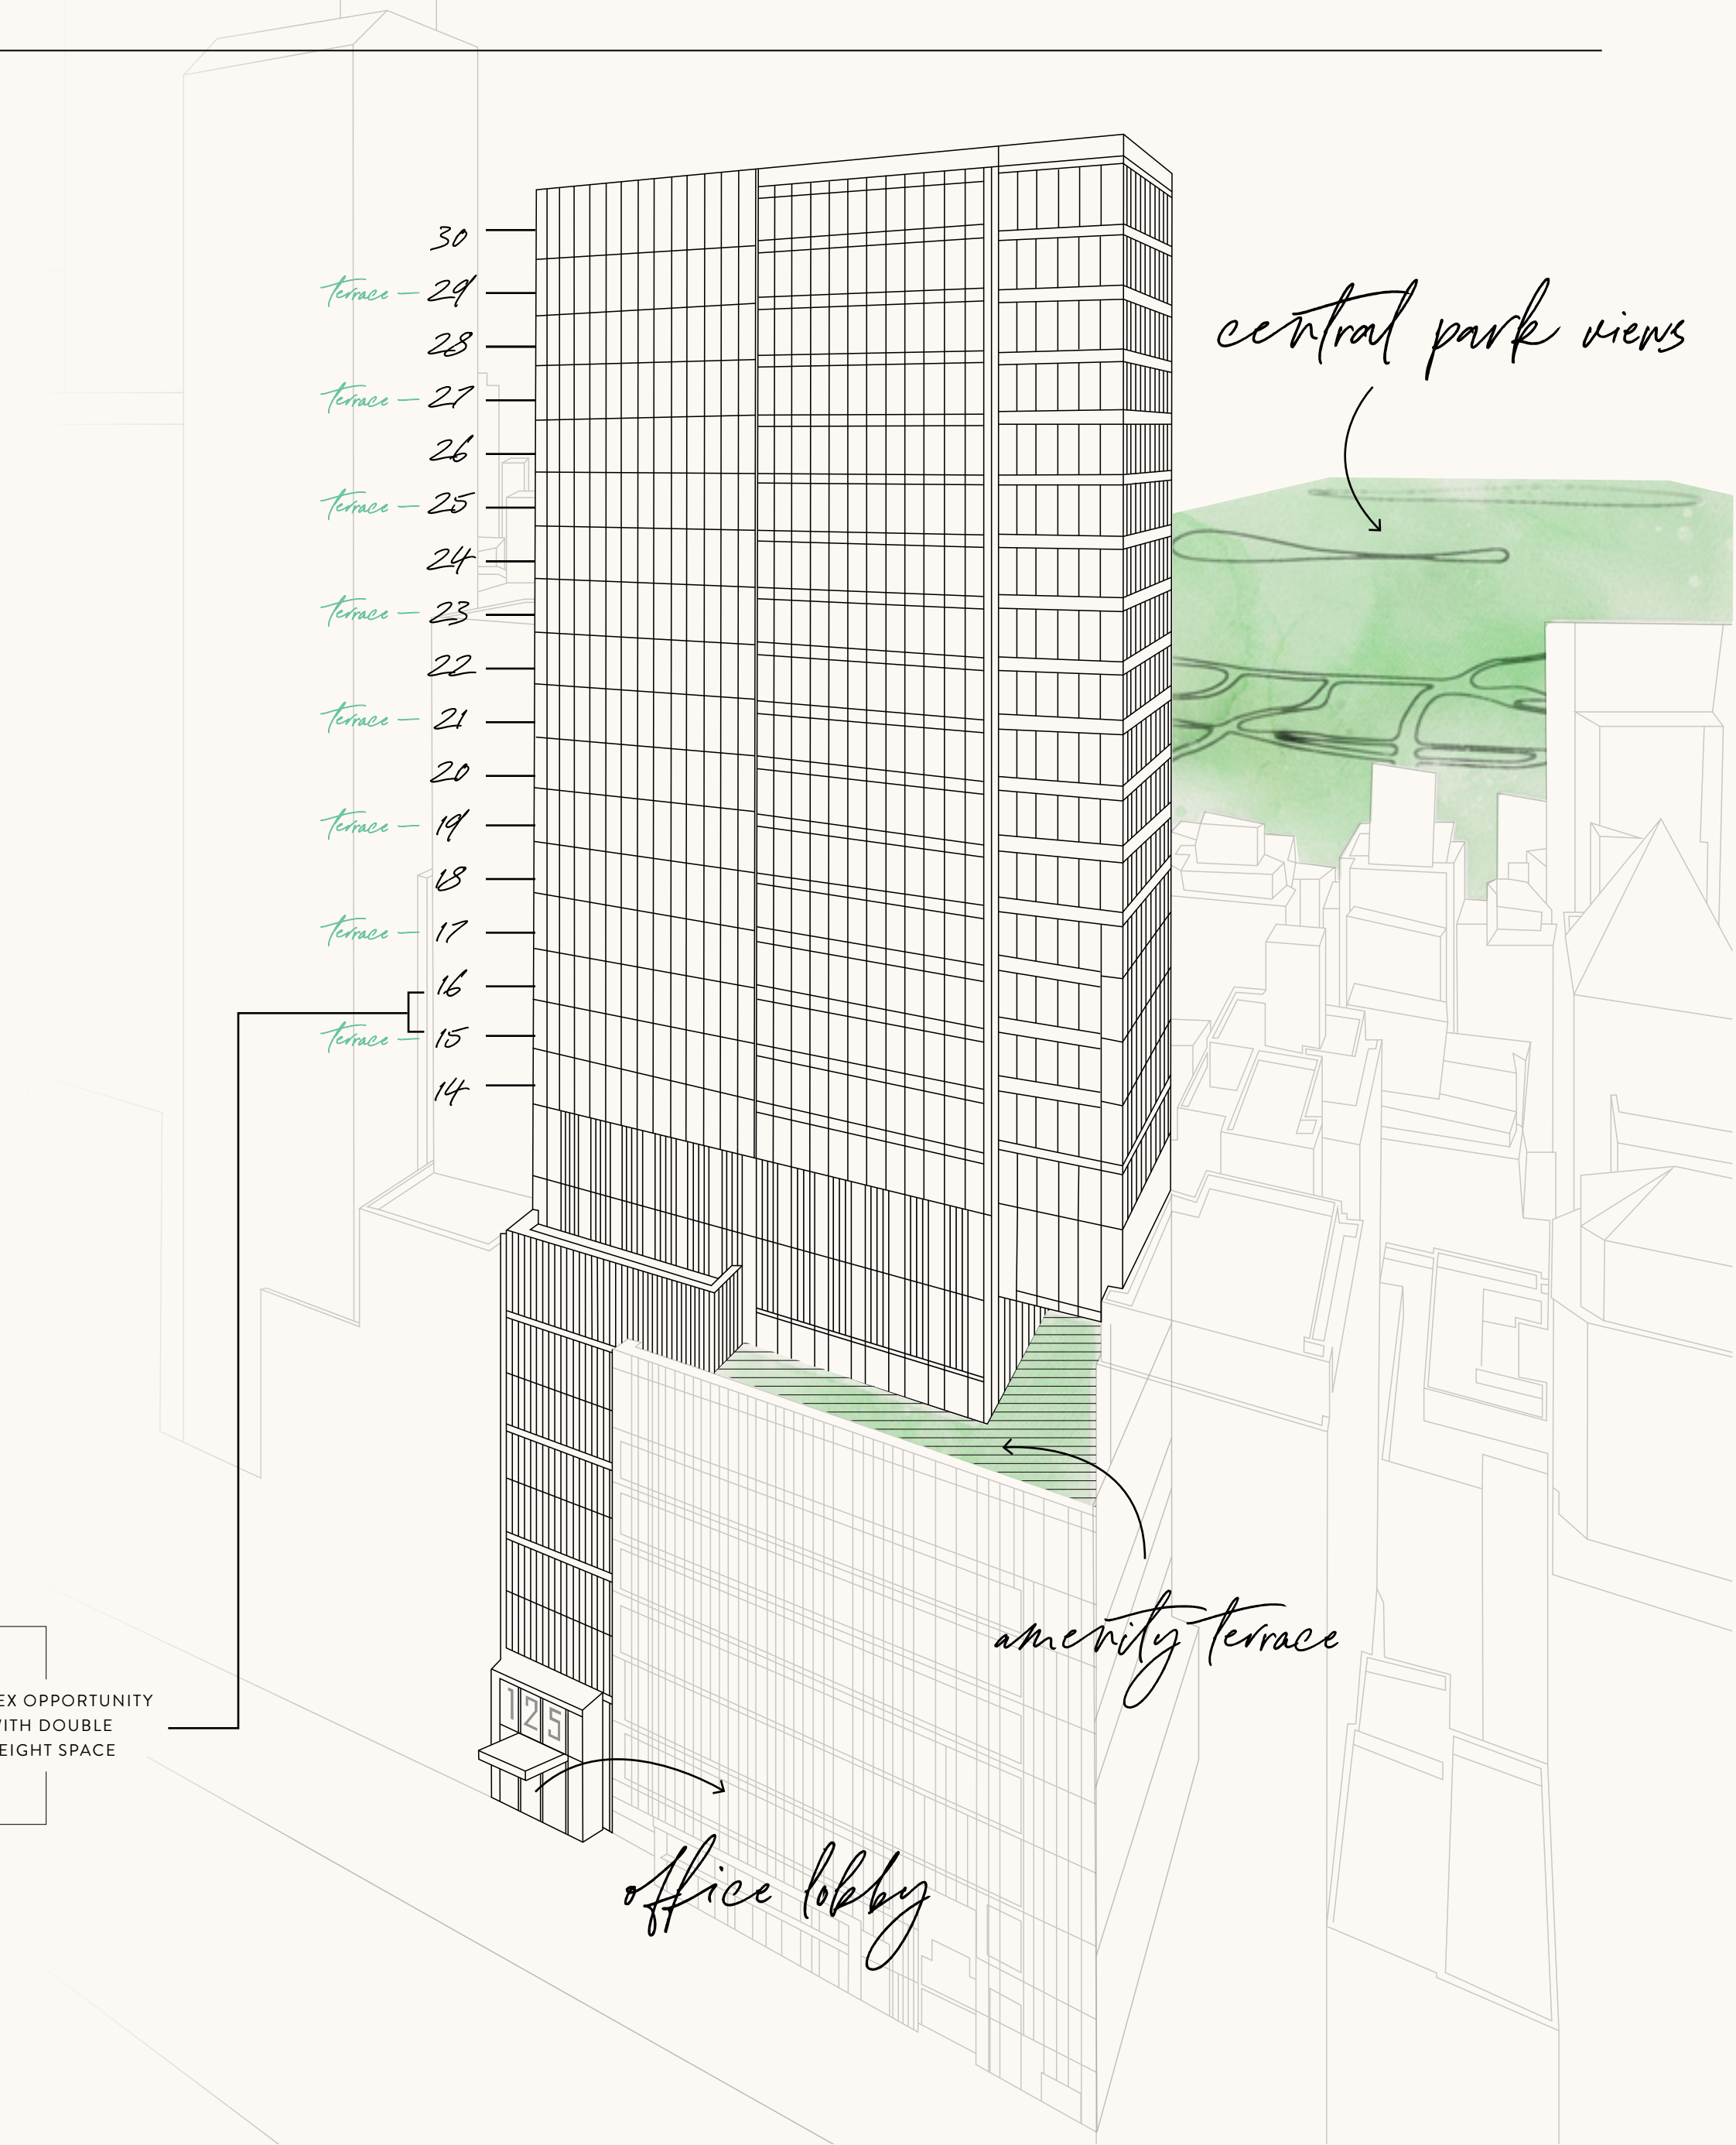 30
terrace — 29
28
terrace — 27
26
terrace — 25
24
terrace — 23
22
terrace — 21
20
terrace — 19
18
terrace — 17
16
terrace — 15
14
central park views
amenity terrace
EX OPPORTUNITY
WITH DOUBLE
EIGHT SPACE
125
office lobby